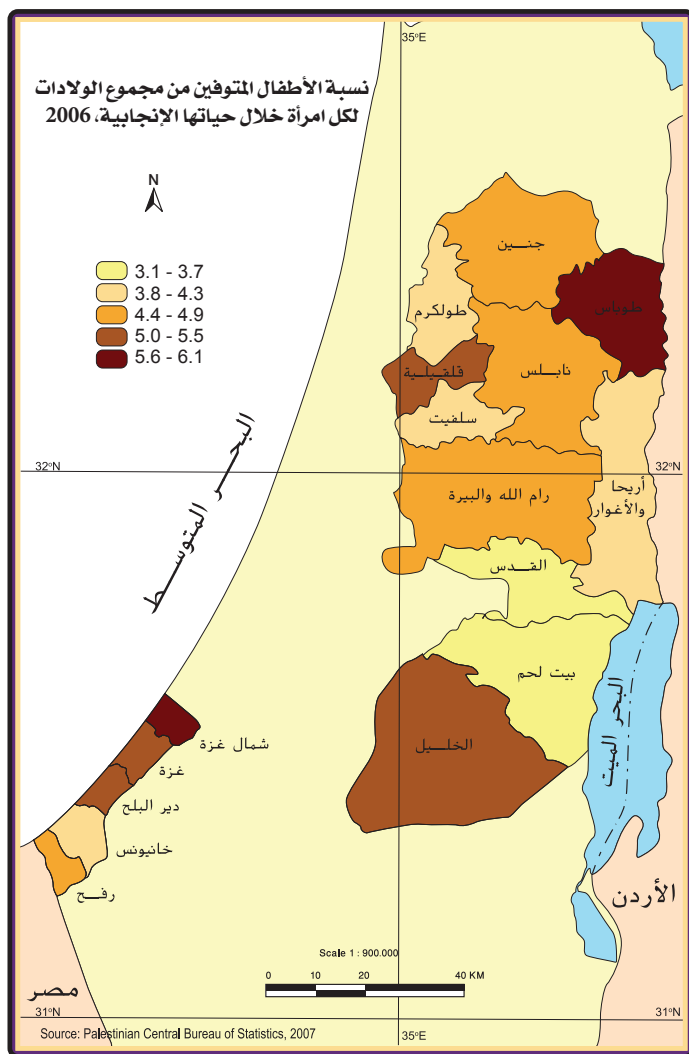 35°E
نسبة الأطفال المتوفين من مجموع الولادات
لكل امرأة خلال حياتها الإنجابية، 2006
N
3.1 - 3.7
3.8 - 4.3
4.4 - 4.9
5.0 - 5.5
5.6 - 6.1
جنــين
طوباس
طولكرم
قلقيلية
نابلس
سلفيت
البحر المتوسط
32°N
32°N
رام الله والبيرة
أريحا
والأغوار
القدس
بيت لحم
البحر الميت
الخليل
شمال غزة
غزة
دير البلح
خانيونس
رفح
الأردن
مصر
Scale 1 : 900.000
0 10 20 40 KM
31°N
31°N
35°E
Source: Palestinian Central Bureau of Statistics, 2007